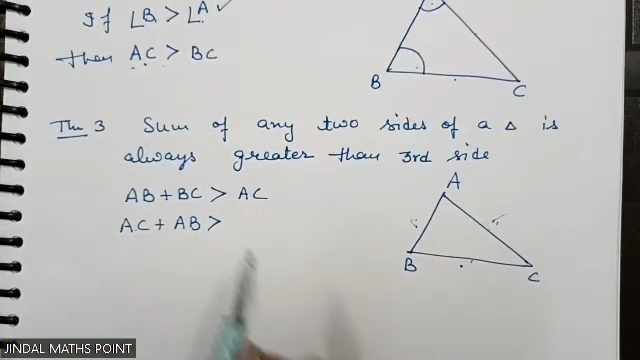 If ∠B > ∠A ✓
then AC > BC
B
C
Thm 3 Sum of any two sides of a △ is
always greater than 3rd side
AB + BC > AC
AC + AB >
A
B
C
JINDAL MATHS POINT